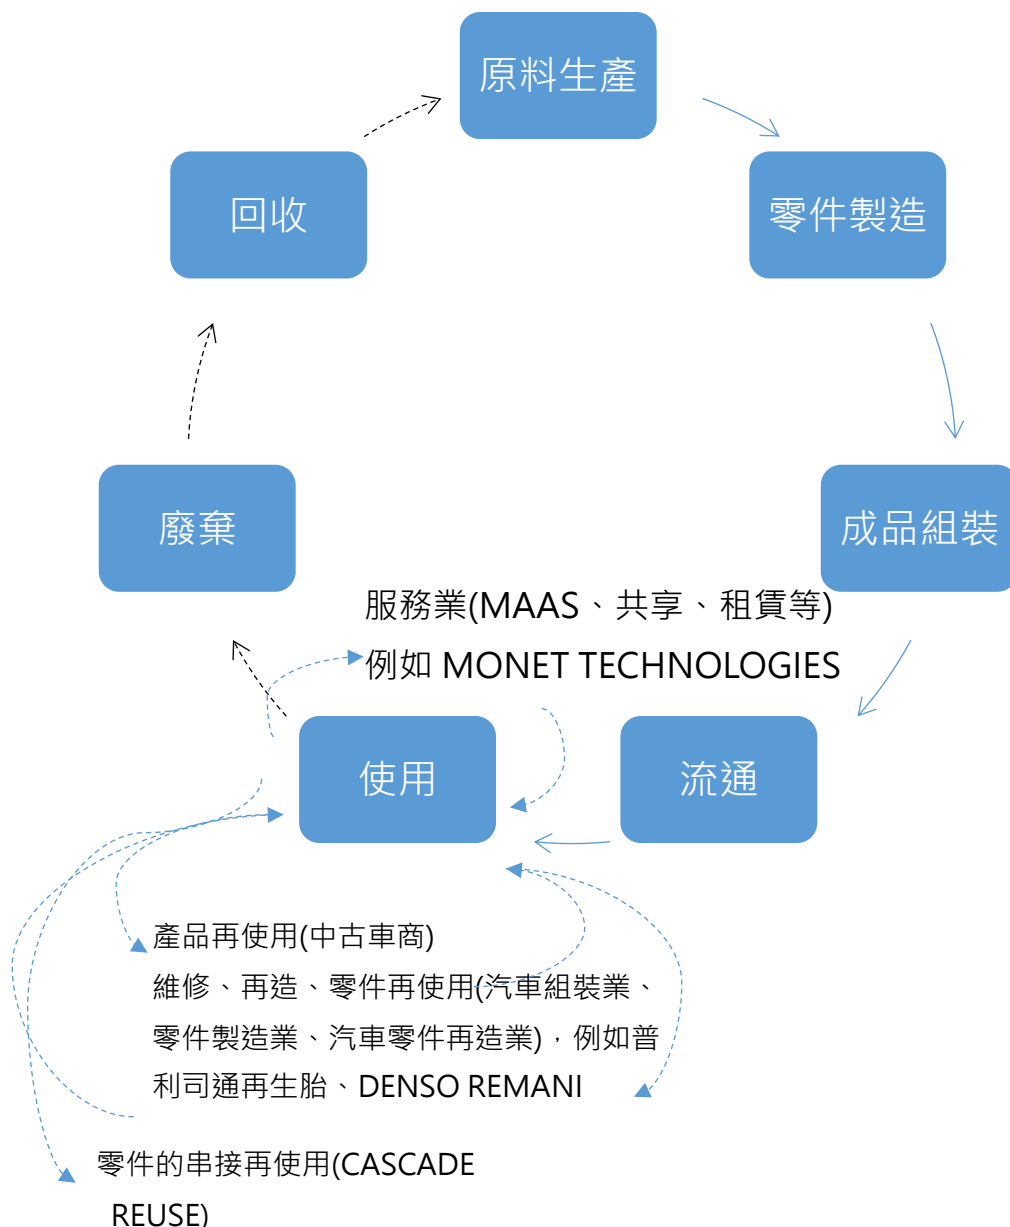 原料生產
回收
零件製造
廢棄
成品組裝
服務業(MAAS、共享、租賃等)
例如 MONET TECHNOLOGIES
使用
流通
產品再使用(中古車商)
維修、再造、零件再使用(汽車組裝業、
零件製造業、汽車零件再造業)，例如普
利司通再生胎、DENSO REMANI
零件的串接再使用(CASCADE
REUSE)